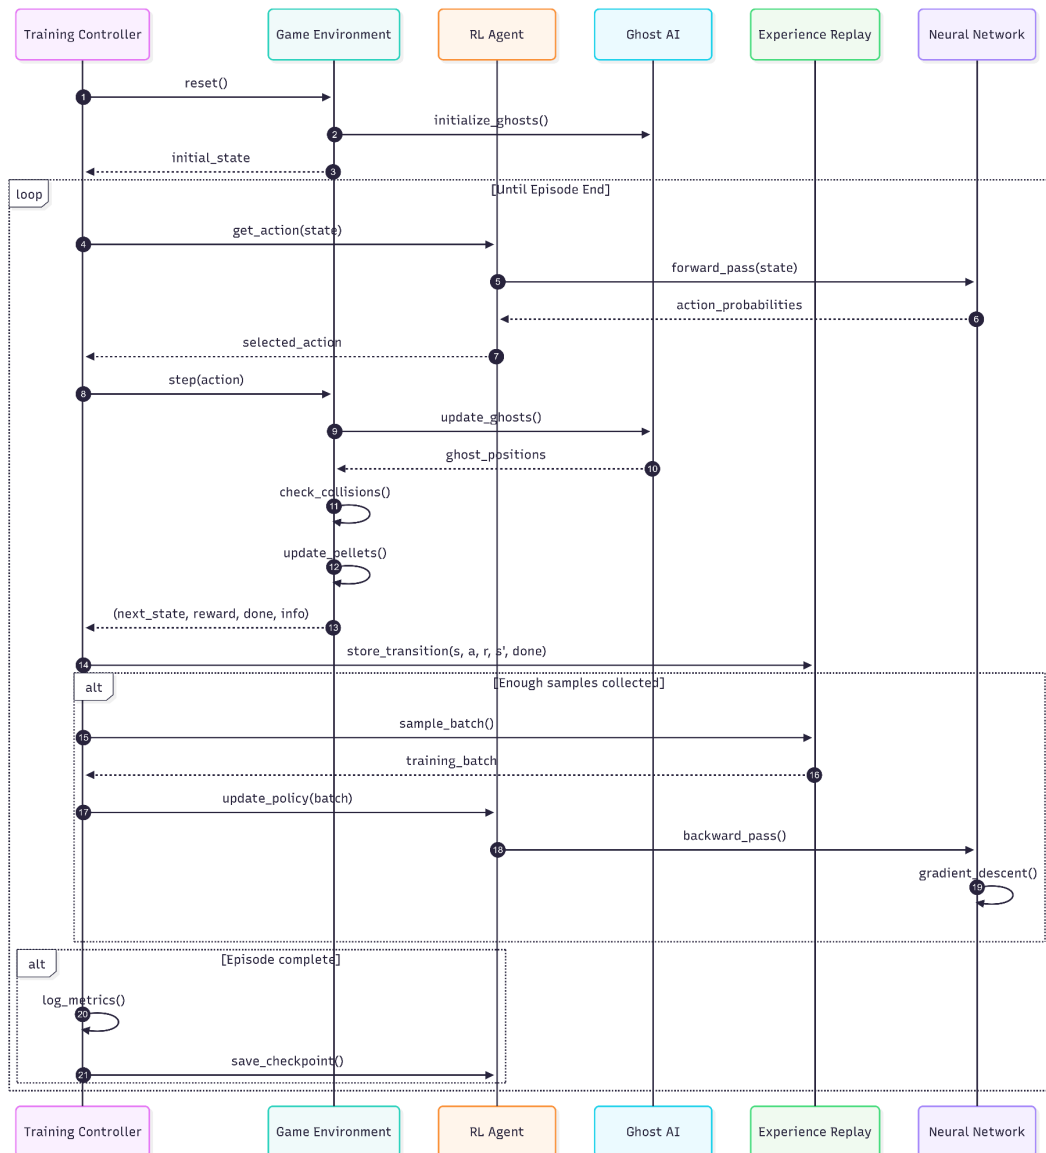 Training Controller
Game Environment
RL Agent
Ghost AI
Experience Replay
Neural Network
reset()
1
initialize_ghosts()
2
initial_state
3
loop
[Until Episode End]
get_action(state)
4
forward_pass(state)
5
action_probabilities
6
selected_action
7
step(action)
8
update_ghosts()
9
ghost_positions
10
check_collisions()
11
update_pellets()
12
(next_state, reward, done, info)
13
store_transition(s, a, r, s', done)
14
alt
[Enough samples collected]
sample_batch()
15
training_batch
16
update_policy(batch)
17
backward_pass()
18
gradient_descent()
19
alt
[Episode complete]
log_metrics()
20
save_checkpoint()
21
Training Controller
Game Environment
RL Agent
Ghost AI
Experience Replay
Neural Network